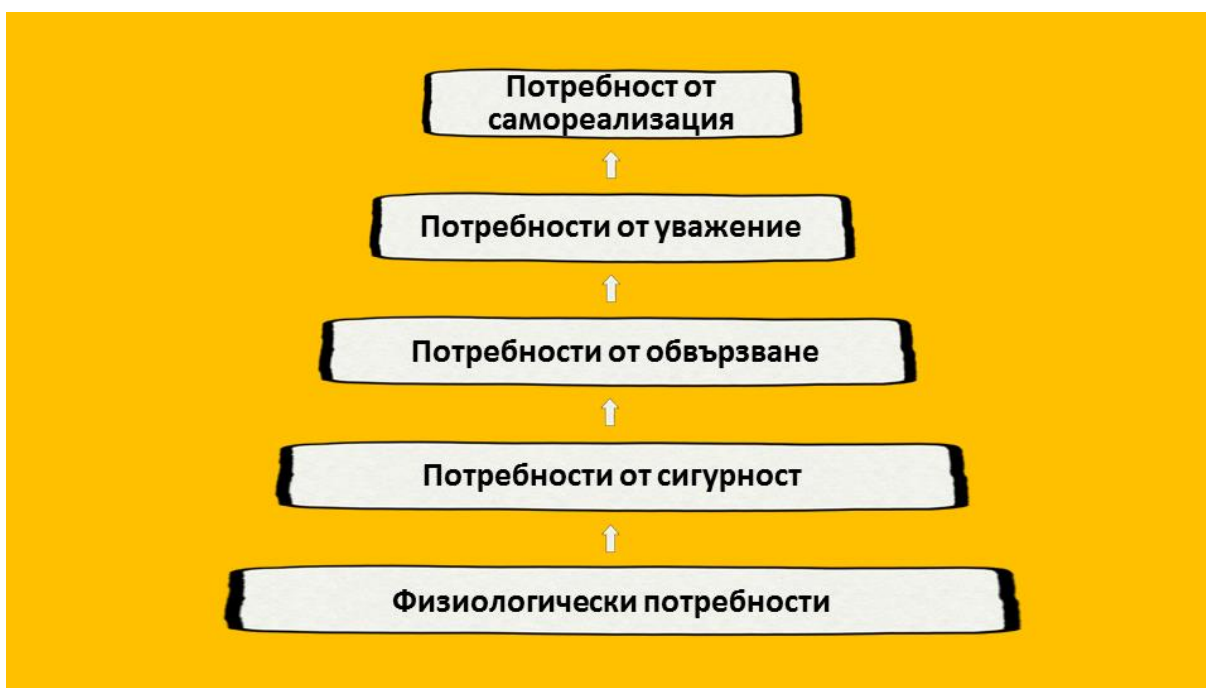 Потребност от
самореализация
Потребности от уважение
Потребности от обвързване
Потребности от сигурност
Физиологически потребности